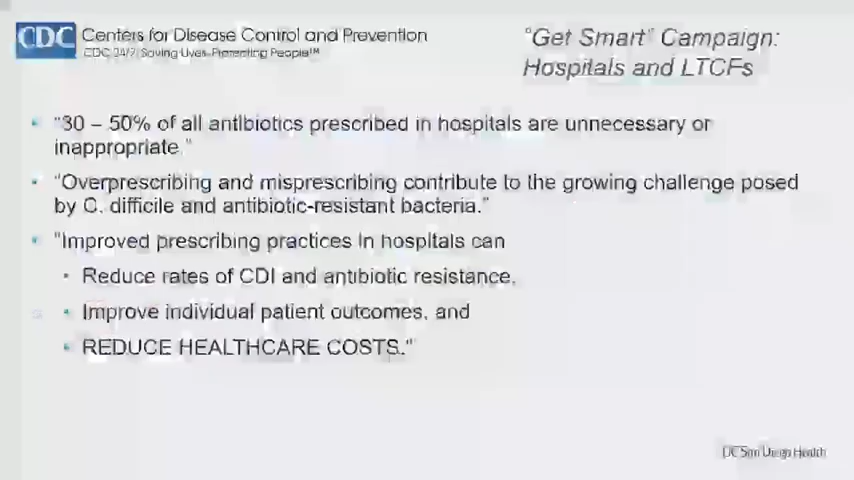 CDC Centers for Disease Control and Prevention
CDC 24/7: Saving Lives. Protecting People™
"Get Smart" Campaign:
Hospitals and LTCFs
• "30 – 50% of all antibiotics prescribed in hospitals are unnecessary or
inappropriate."
• "Overprescribing and misprescribing contribute to the growing challenge posed
by C. difficile and antibiotic-resistant bacteria."
• "Improved prescribing practices in hospitals can
• Reduce rates of CDI and antibiotic resistance,
• Improve individual patient outcomes, and
• REDUCE HEALTHCARE COSTS."
UC San Diego Health